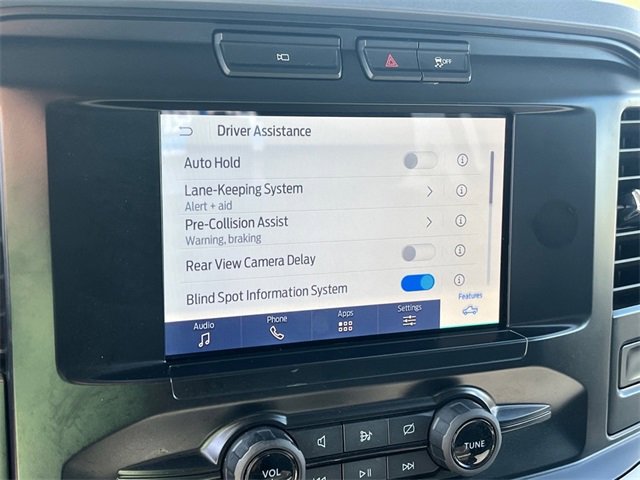 OFF
Driver Assistance
Auto Hold
Lane-Keeping System
Alert + aid
Pre-Collision Assist
Warning, braking
Rear View Camera Delay
Blind Spot Information System
Audio
Phone
Apps
Settings
Features
VOL
TUNE